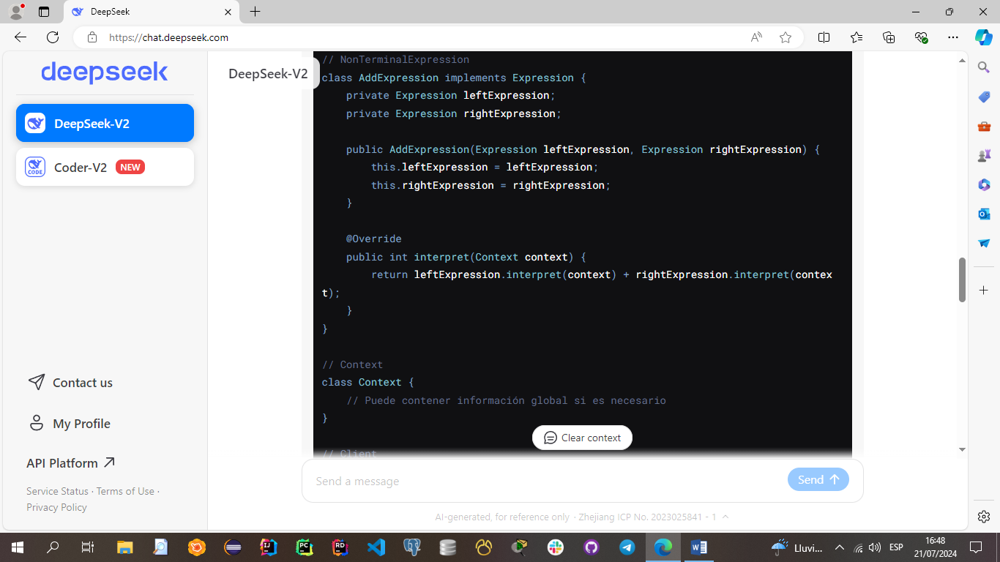 DeepSeek
https://chat.deepseek.com
deepseek
DeepSeek-V2
Coder-V2 NEW
CODE
Contact us
My Profile
API Platform
Service Status · Terms of Use ·
Privacy Policy
DeepSeek-V2
// NonTerminalExpression
class AddExpression implements Expression {
    private Expression leftExpression;
    private Expression rightExpression;
    public AddExpression(Expression leftExpression, Expression rightExpression) {
        this.leftExpression = leftExpression;
        this.rightExpression = rightExpression;
    }
    @Override
    public int interpret(Context context) {
        return leftExpression.interpret(context) + rightExpression.interpret(contex
t);
    }
}
// Context
class Context {
    // Puede contener información global si es necesario
}
// Client
Clear context
Send a message
Send
AI-generated, for reference only · Zhejiang ICP No. 2023025841 - 1
IJ
PC
RD
W
Lluvi...
ESP
16:48
21/07/2024